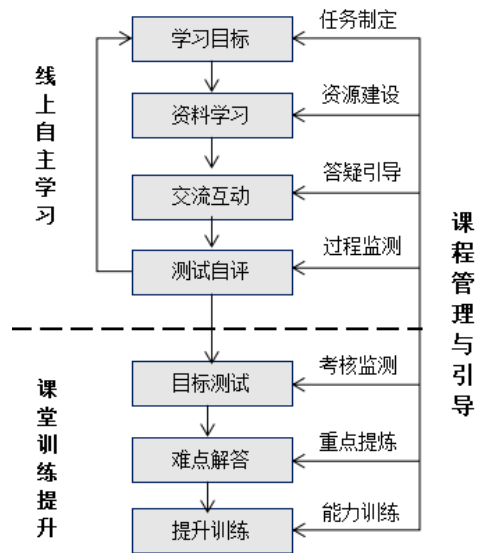 任务制定
学习目标
线上自主学习
资源建设
资料学习
答疑引导
交流互动
过程监测
测试自评
课程管理与引导
考核监测
目标测试
课堂训练提升
重点提炼
难点解答
能力训练
提升训练